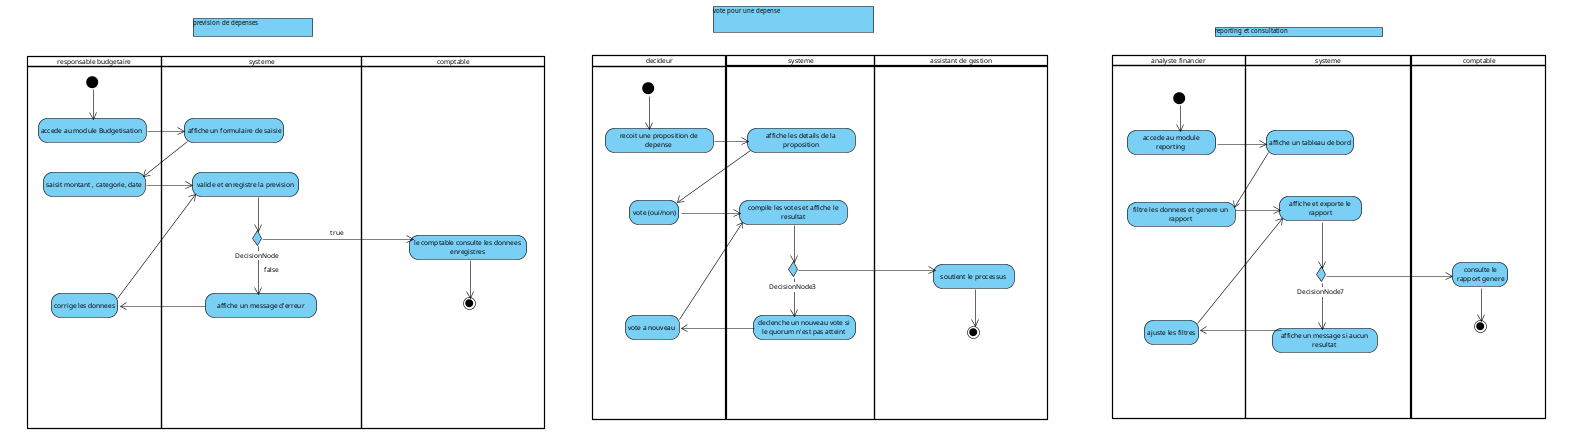 prevision de depenses
responsable budgetaire
systeme
comptable
accede au module Budgetisation
affiche un formulaire de saisie
saisit montant , categorie, date
valide et enregistre la prevision
true
le comptable consulte les donnees
enregistres
DecisionNode
false
corrige les donnees
affiche un message d'erreur
vote pour une depense
decideur
systeme
assistant de gestion
recoit une proposition de
depense
affiche les details de la
proposition
vote (oui/non)
compile les votes et affiche le
resultat
soutient le processus
DecisionNode3
vote a nouveau
declenche un nouveau vote si
le quorum n'est pas atteint
reporting et consultation
analyste financier
systeme
comptable
accede au module
reporting
affiche un tableau de bord
filtre les donnees et genere un
rapport
affiche et exporte le
rapport
consulte le
rapport genere
DecisionNode7
ajuste les filtres
affiche un message si aucun
resultat